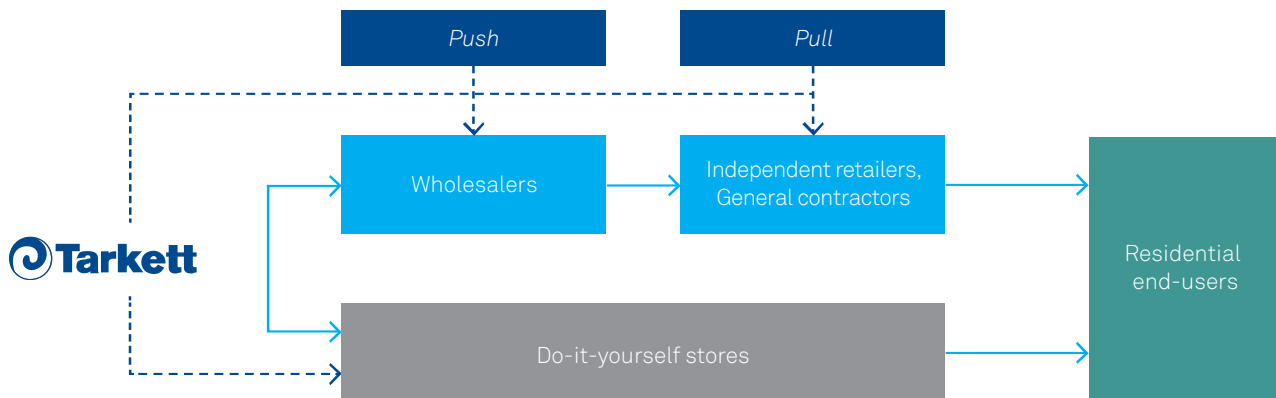 Push
Pull
Wholesalers
Independent retailers,
General contractors
Tarkett
Residential
end-users
Do-it-yourself stores